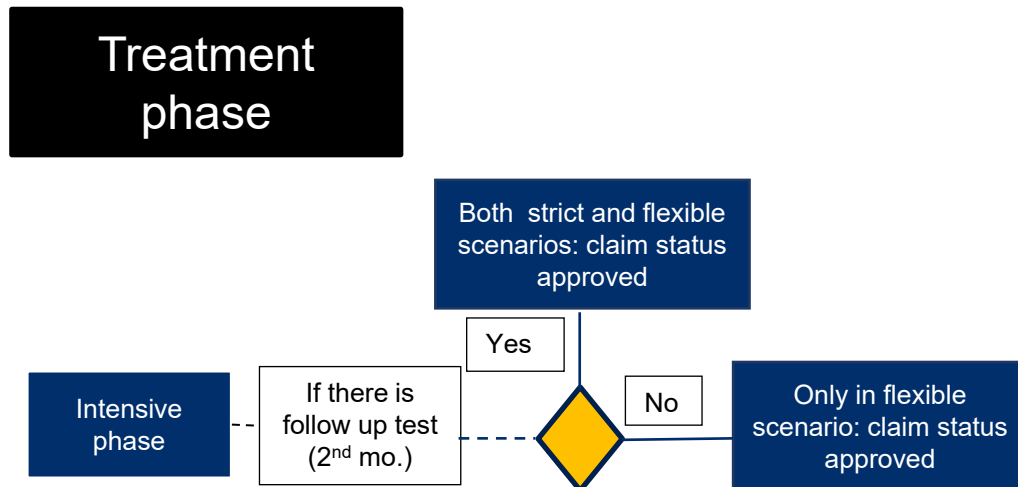 Treatment
phase
Both strict and flexible
scenarios: claim status
approved
Yes
Intensive
phase
If there is
follow up test
(2nd mo.)
No
Only in flexible
scenario: claim status
approved